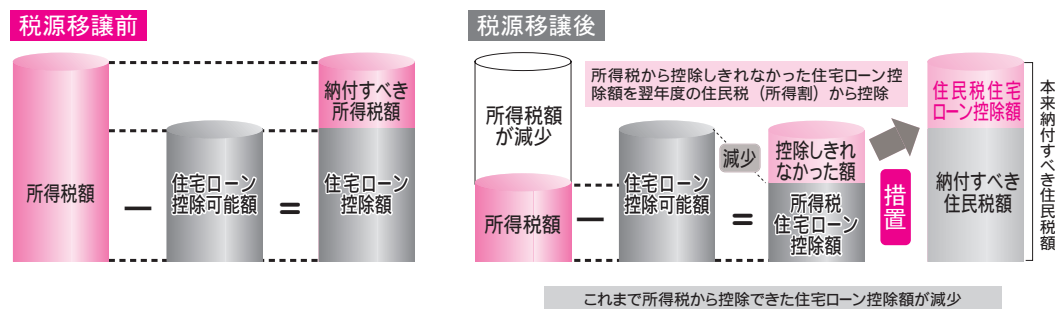 税源移譲前
所得税額
−
住宅ローン
控除可能額
=
納付すべき
所得税額
住宅ローン
控除額
税源移譲後
所得税額
が減少
所得税額
−
住宅ローン
控除可能額
減少
=
所得税から控除しきれなかった住宅ローン控
除額を翌年度の住民税（所得割）から控除
控除しきれ
なかった額
所得税
住宅ローン
控除額
措置
住民税住宅
ローン控除額
納付すべき
住民税額
本来納付すべき住民税額
これまで所得税から控除できた住宅ローン控除額が減少